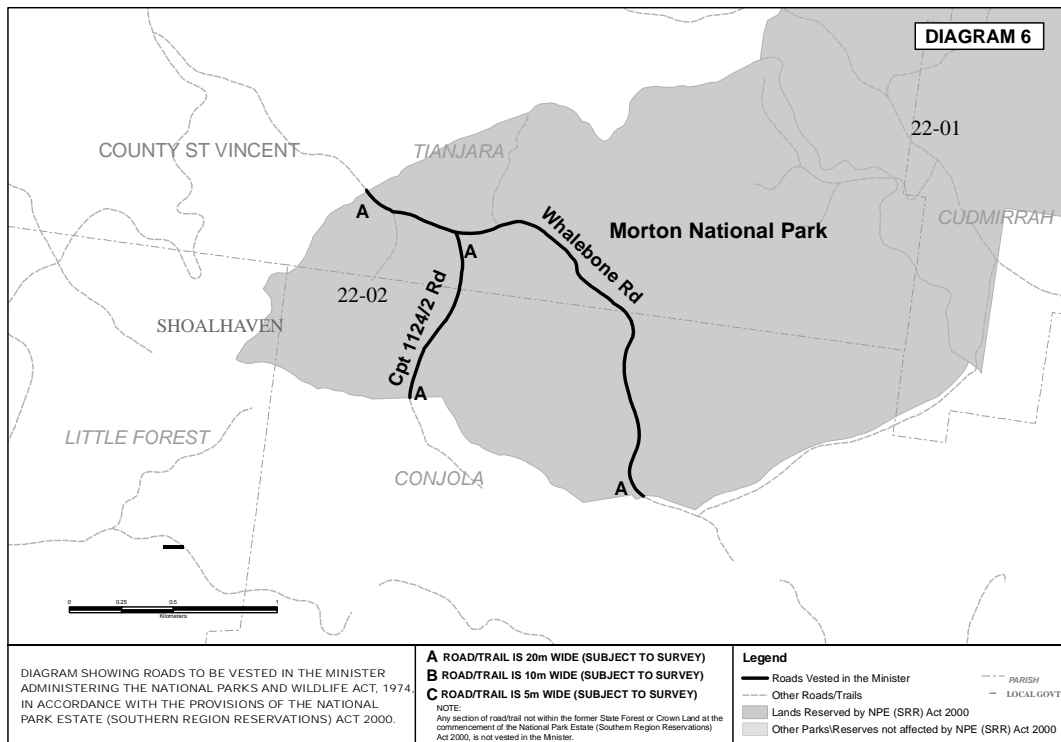 DIAGRAM 6
22-01
COUNTY ST VINCENT
TIANJARA
CUDMIRRAH
A
Whalebone Rd
Morton National Park
A
22-02
Cpt 1124/2 Rd
SHOALHAVEN
A
LITTLE FOREST
CONJOLA
A
0 0.25 0.5 1
Kilometers
DIAGRAM SHOWING ROADS TO BE VESTED IN THE MINISTER
ADMINISTERING THE NATIONAL PARKS AND WILDLIFE ACT, 1974,
IN ACCORDANCE WITH THE PROVISIONS OF THE NATIONAL
PARK ESTATE (SOUTHERN REGION RESERVATIONS) ACT 2000.
A ROAD/TRAIL IS 20m WIDE (SUBJECT TO SURVEY)
B ROAD/TRAIL IS 10m WIDE (SUBJECT TO SURVEY)
C ROAD/TRAIL IS 5m WIDE (SUBJECT TO SURVEY)
NOTE:
Any section of road/trail not within the former State Forest or Crown Land at the
commencement of the National Park Estate (Southern Region Reservations)
Act 2000, is not vested in the Minister.
Legend
Roads Vested in the Minister
Other Roads/Trails
Lands Reserved by NPE (SRR) Act 2000
Other Parks\Reserves not affected by NPE (SRR) Act 2000
PARISH
LOCAL GOVT